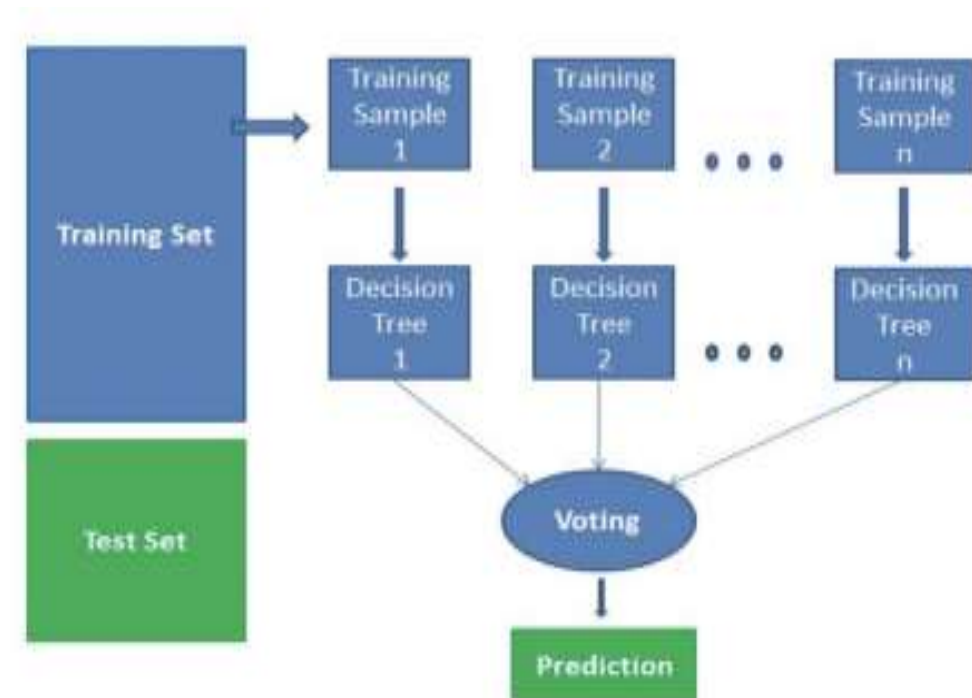 Training Set
Test Set
Training
Sample
1
Training
Sample
2
Training
Sample
n
Decision
Tree
1
Decision
Tree
2
Decision
Tree
n
Voting
Prediction